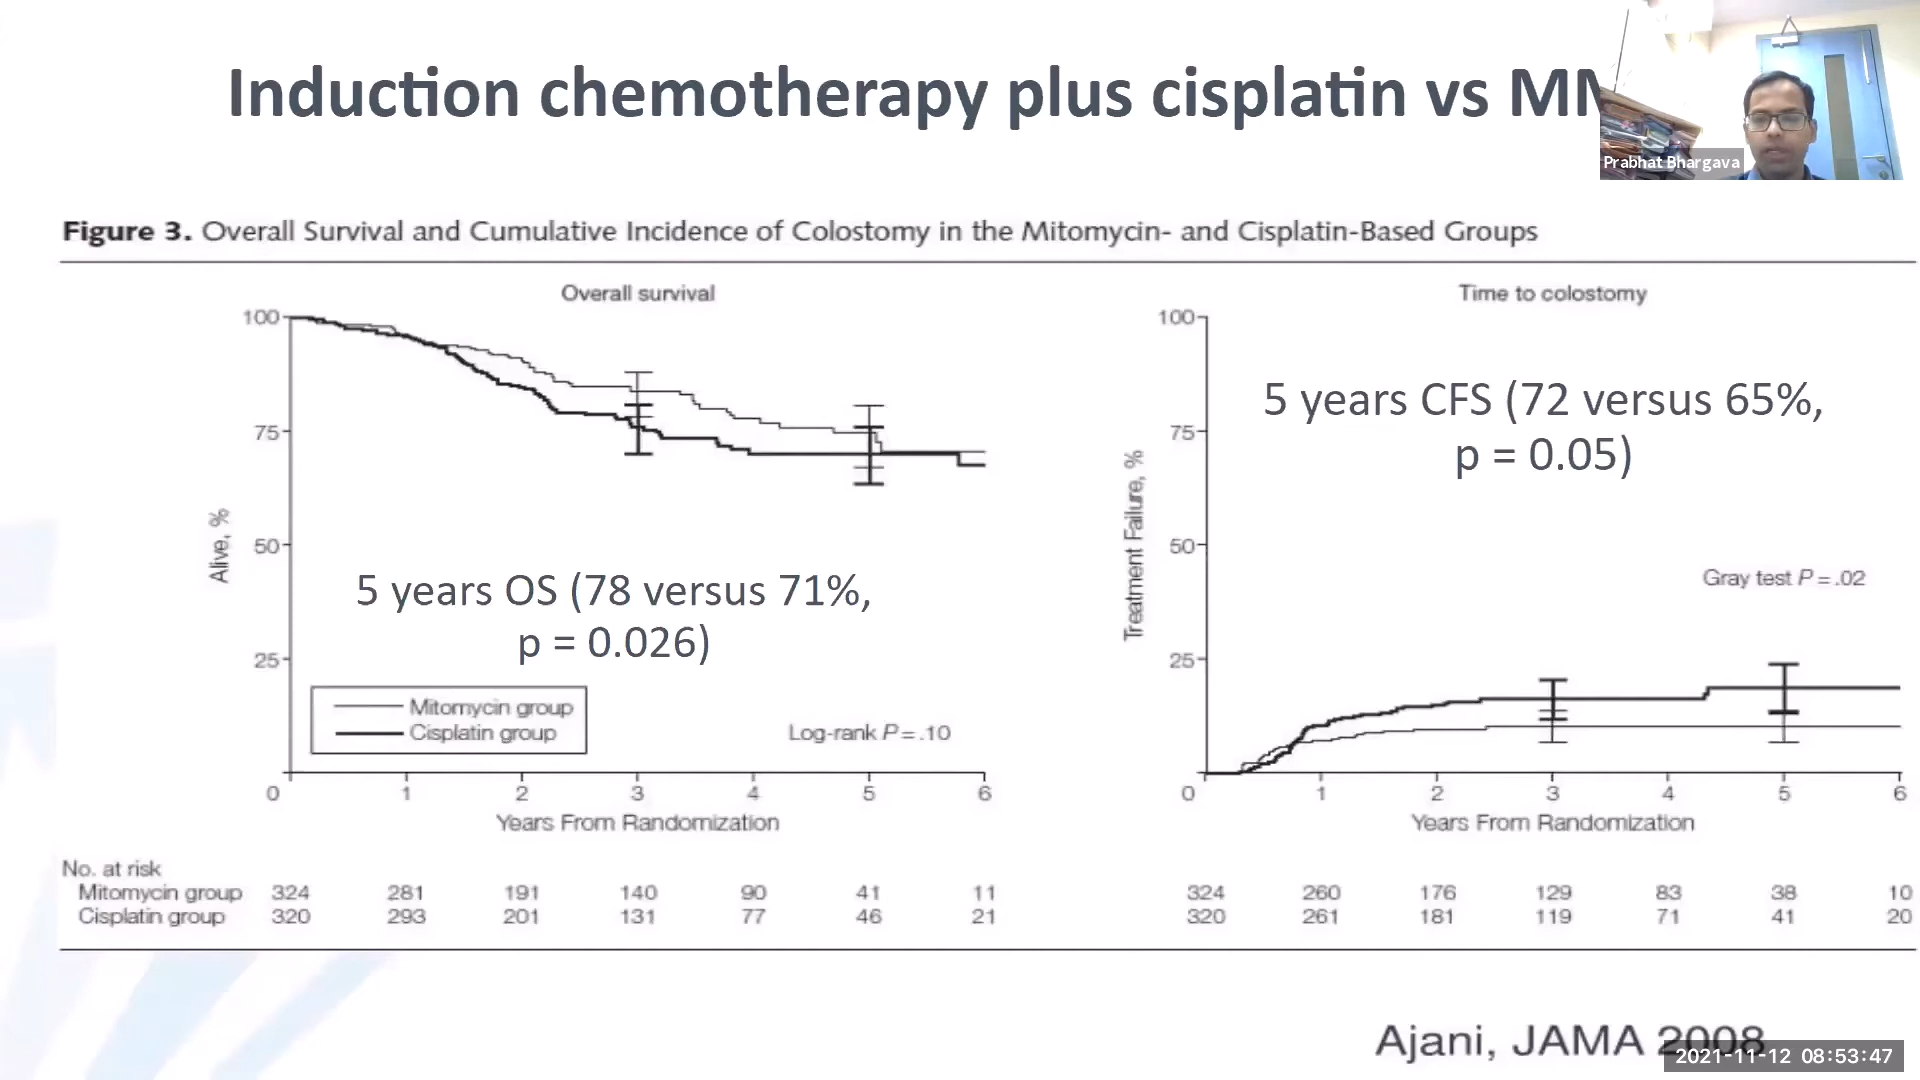 Induction chemotherapy plus cisplatin vs
Prabhat Bhargava
Figure 3. Overall Survival and Cumulative Incidence of Colostomy in the Mitomycin- and Cisplatin-Based Groups
Overall survival
100
75
50
25
0 1 2 3 4 5 6
Alive, %
Years From Randomization
5 years OS (78 versus 71%,
p = 0.026)
Mitomycin group
Cisplatin group
Log-rank P = .10
Time to colostomy
100
75
50
25
0 1 2 3 4 5 6
Treatment Failure, %
Years From Randomization
5 years CFS (72 versus 65%,
p = 0.05)
Gray test P = .02
No. at risk
Mitomycin group 324 281 191 140 90 41 11 324 260 176 129 83 38 10
Cisplatin group 320 293 201 131 77 46 21 320 261 181 119 71 41 20
Ajani, JAMA 2008
2021-11-12 08:53:47